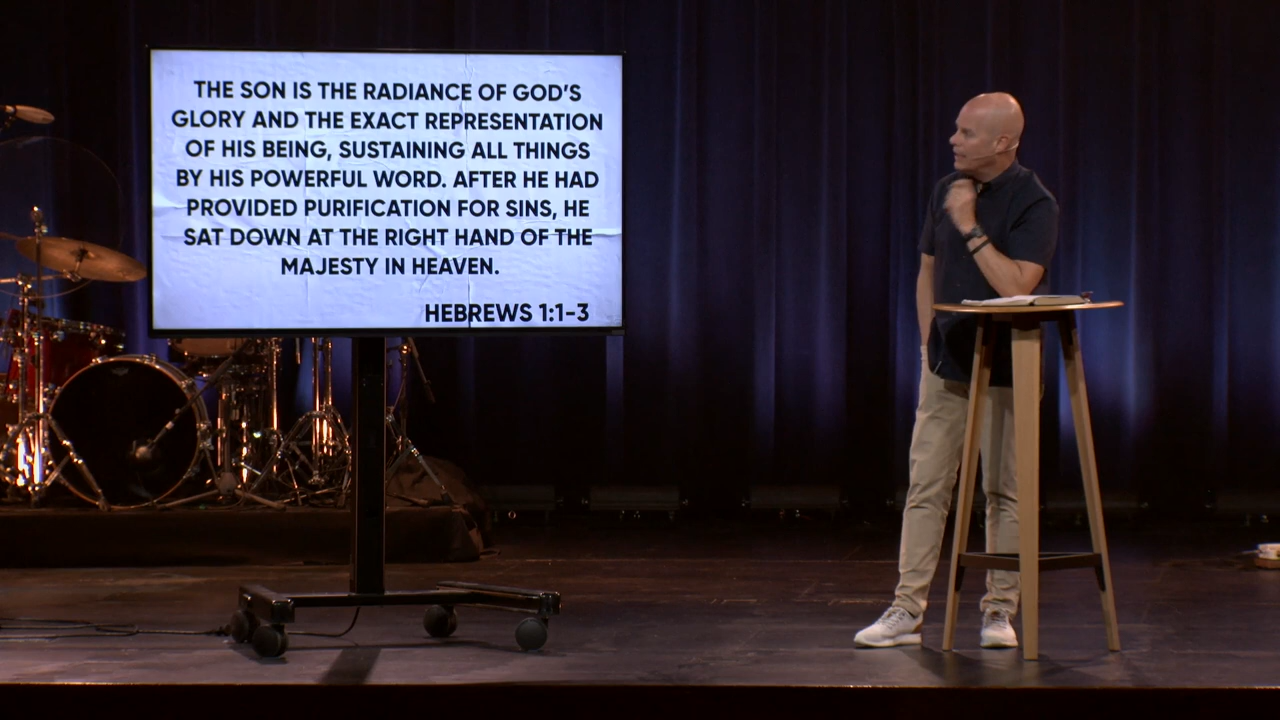 THE SON IS THE RADIANCE OF GOD'S
GLORY AND THE EXACT REPRESENTATION
OF HIS BEING, SUSTAINING ALL THINGS
BY HIS POWERFUL WORD. AFTER HE HAD
PROVIDED PURIFICATION FOR SINS, HE
SAT DOWN AT THE RIGHT HAND OF THE
MAJESTY IN HEAVEN.
HEBREWS 1:1-3